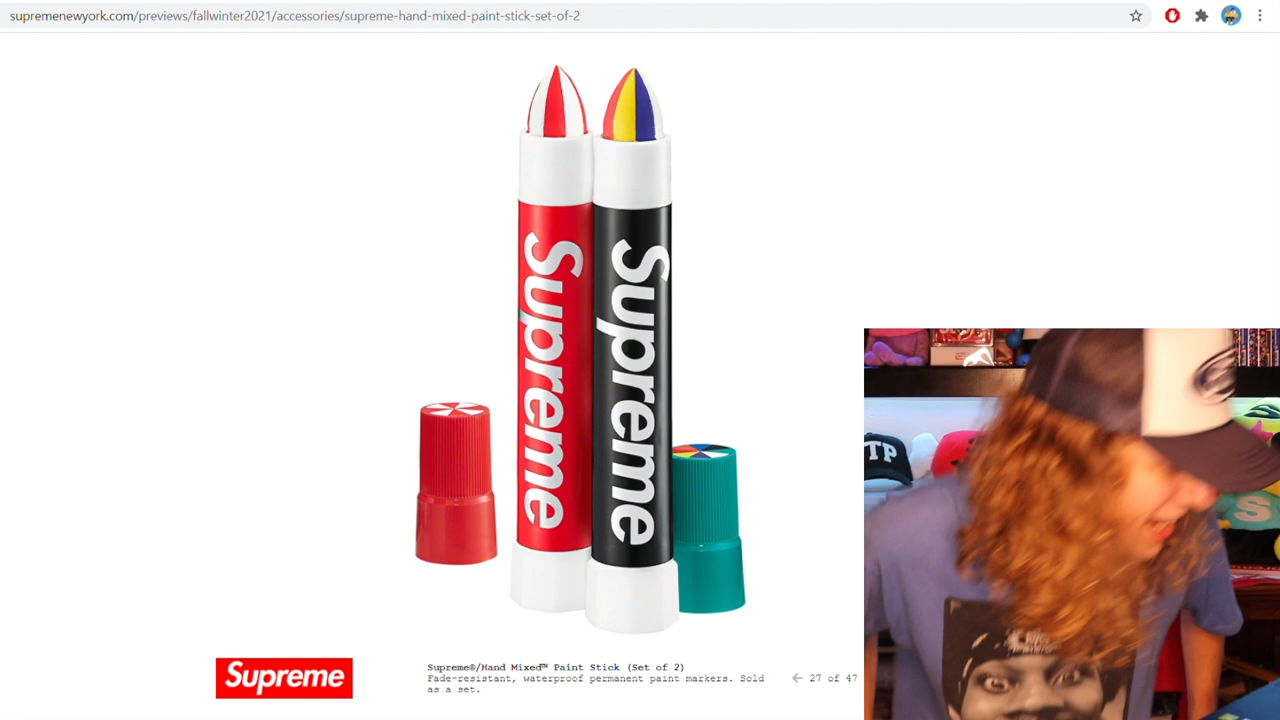 supremenewyork.com/previews/fallwinter2021/accessories/supreme-hand-mixed-paint-stick-set-of-2
Supreme
Supreme
TP
S
Supreme
Supreme®/Hand Mixed™ Paint Stick (Set of 2)
Fade-resistant, waterproof permanent paint markers. Sold
as a set.
← 27 of 47